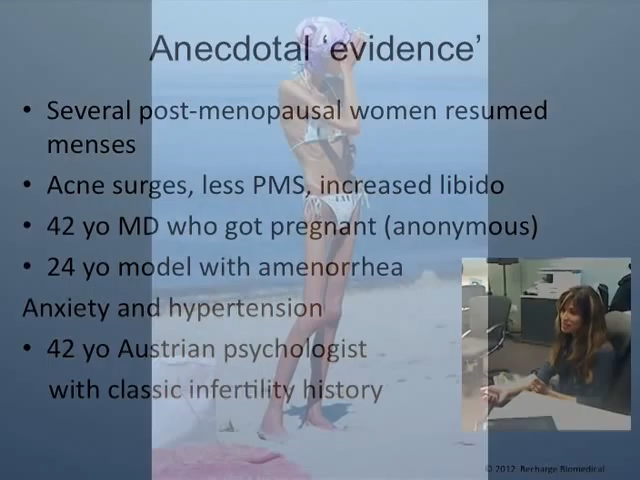 Anecdotal ‘evidence’
• Several post-menopausal women resumed
menses
• Acne surges, less PMS, increased libido
• 42 yo MD who got pregnant (anonymous)
• 24 yo model with amenorrhea
Anxiety and hypertension
• 42 yo Austrian psychologist
with classic infertility history
© 2012 Recharge Biomedical